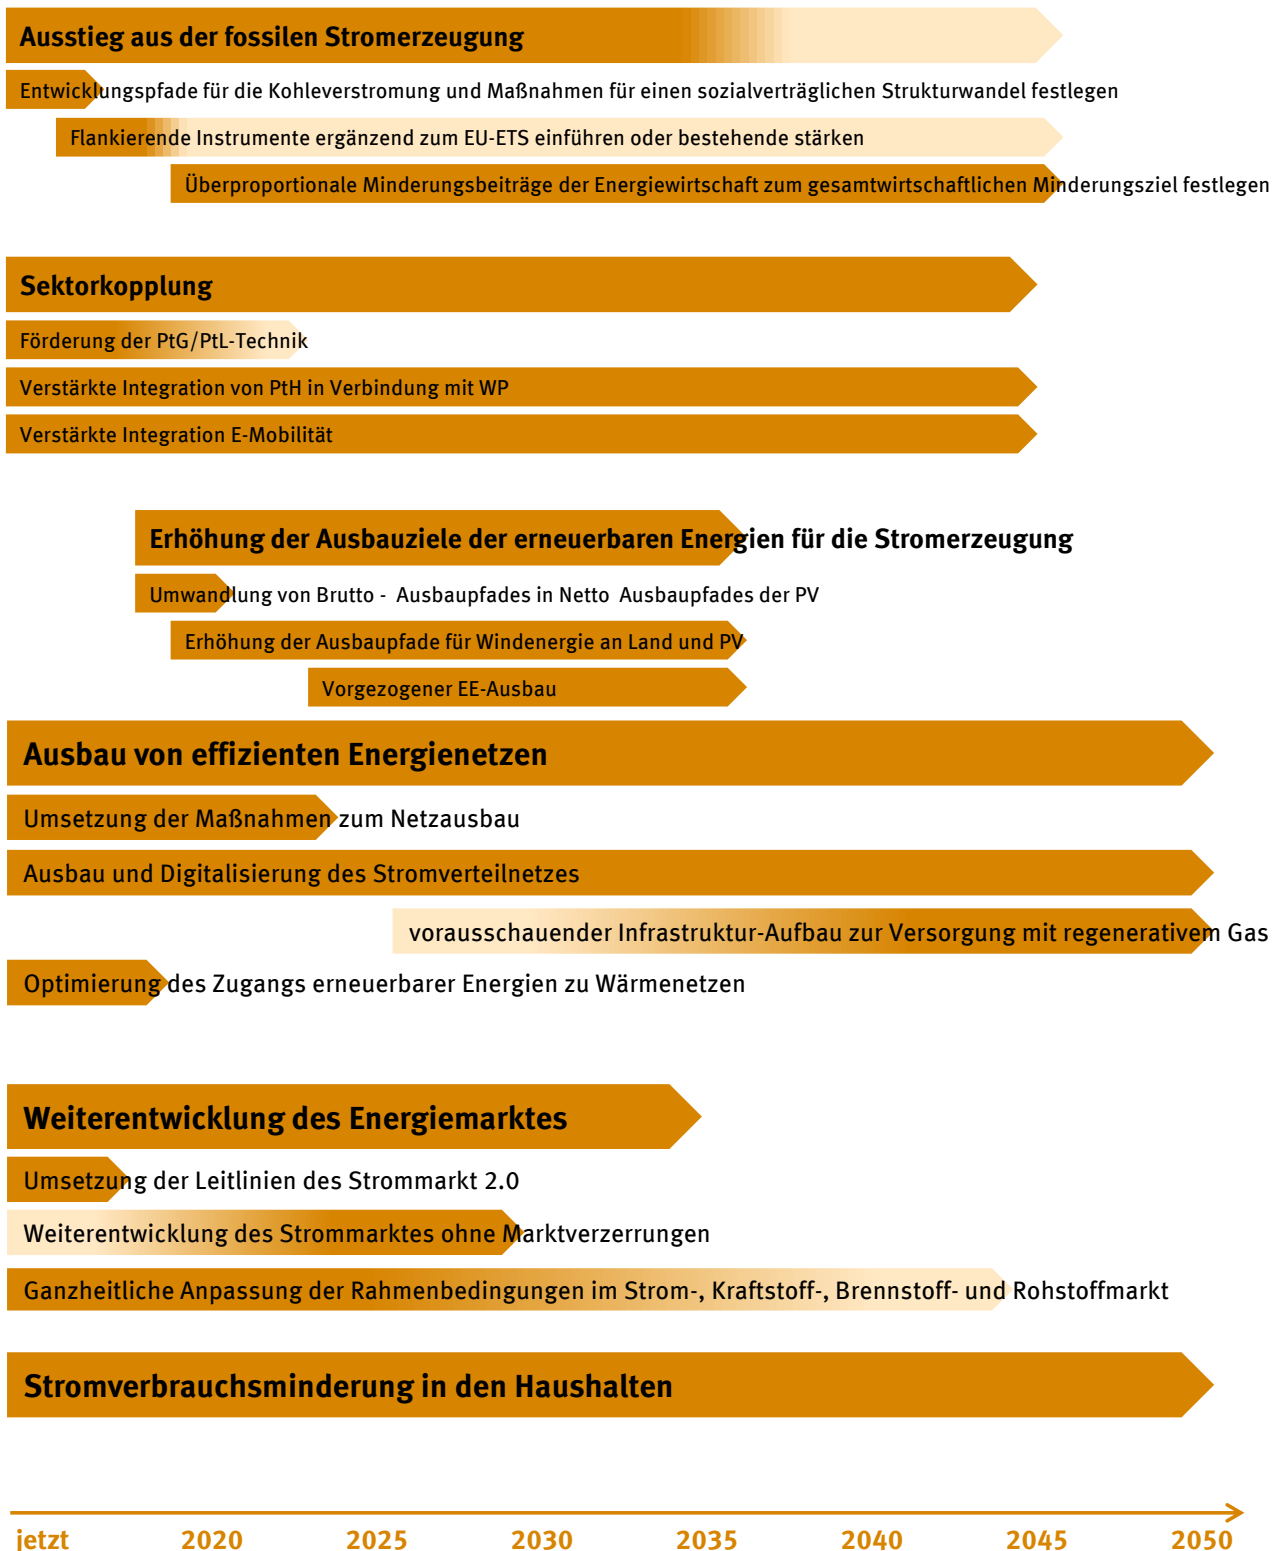 Ausstieg aus der fossilen Stromerzeugung
Entwicklungspfade für die Kohleverstromung und Maßnahmen für einen sozialverträglichen Strukturwandel festlegen
Flankierende Instrumente ergänzend zum EU-ETS einführen oder bestehende stärken
Überproportionale Minderungsbeiträge der Energiewirtschaft zum gesamtwirtschaftlichen Minderungsziel festlegen
Sektorkopplung
Förderung der PtG/PtL-Technik
Verstärkte Integration von PtH in Verbindung mit WP
Verstärkte Integration E-Mobilität
Erhöhung der Ausbauziele der erneuerbaren Energien für die Stromerzeugung
Umwandlung von Brutto - Ausbaupfades in Netto Ausbaupfades der PV
Erhöhung der Ausbaupfade für Windenergie an Land und PV
Vorgezogener EE-Ausbau
Ausbau von effizienten Energienetzen
Umsetzung der Maßnahmen zum Netzausbau
Ausbau und Digitalisierung des Stromverteilnetzes
vorausschauender Infrastruktur-Aufbau zur Versorgung mit regenerativem Gas
Optimierung des Zugangs erneuerbarer Energien zu Wärmenetzen
Weiterentwicklung des Energiemarktes
Umsetzung der Leitlinien des Strommarkt 2.0
Weiterentwicklung des Strommarktes ohne Marktverzerrungen
Ganzheitliche Anpassung der Rahmenbedingungen im Strom-, Kraftstoff-, Brennstoff- und Rohstoffmarkt
Stromverbrauchsminderung in den Haushalten
jetzt 2020 2025 2030 2035 2040 2045 2050